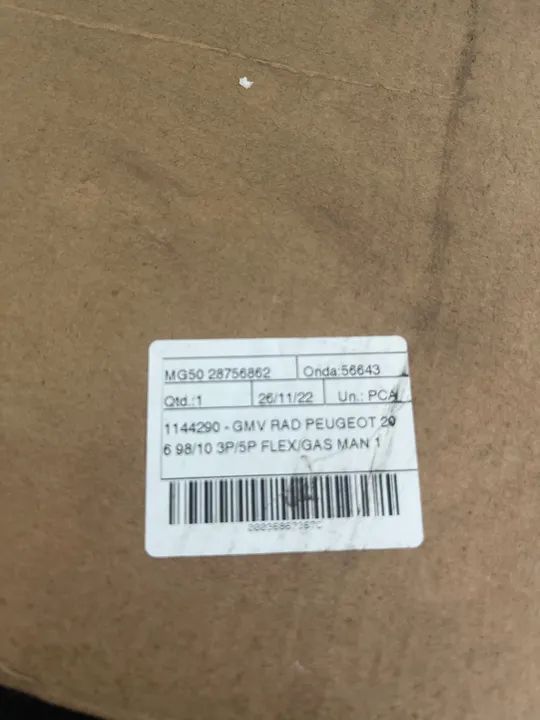 MG50 28756862 Onda:56643
Qtd.:1 26/11/22 Un.: PCA
1144290 - GMV RAD PEUGEOT 20
6 98/10 3P/5P FLEX/GAS MAN 1